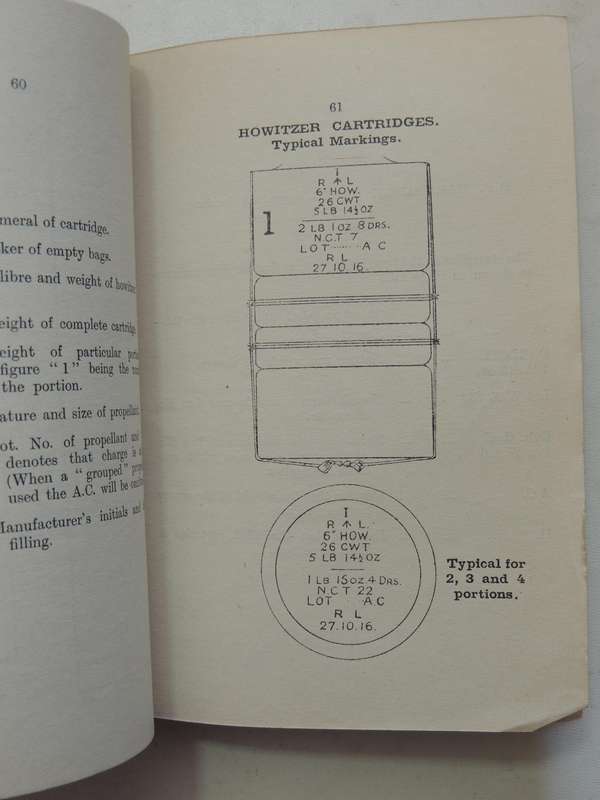 60
meral of cartridge.
ker of empty bags.
libre and weight of
eight of complete cartridge.
eight of particular
figure "1" being the
the portion.
ature and size of
ot. No. of propellant
denotes that charge is
(When a "grouped"
used the A.C. will be
Manufacturer's initials and
filling.
61
HOWITZER CARTRIDGES.
Typical Markings.
I
R ↑ L
6" HOW.
26 CWT
5 LB 14½ OZ
1
2 LB 1 OZ 8 DRS.
N.C.T 7
LOT ...... A C
R L
27.10.16.
I
R ↑ L.
6" HOW.
26 CWT
5 LB 14½ OZ
1 LB 15 OZ 4 DRS.
N.C.T 22
LOT A.C
R L
27.10.16.
Typical for
2, 3 and 4
portions.